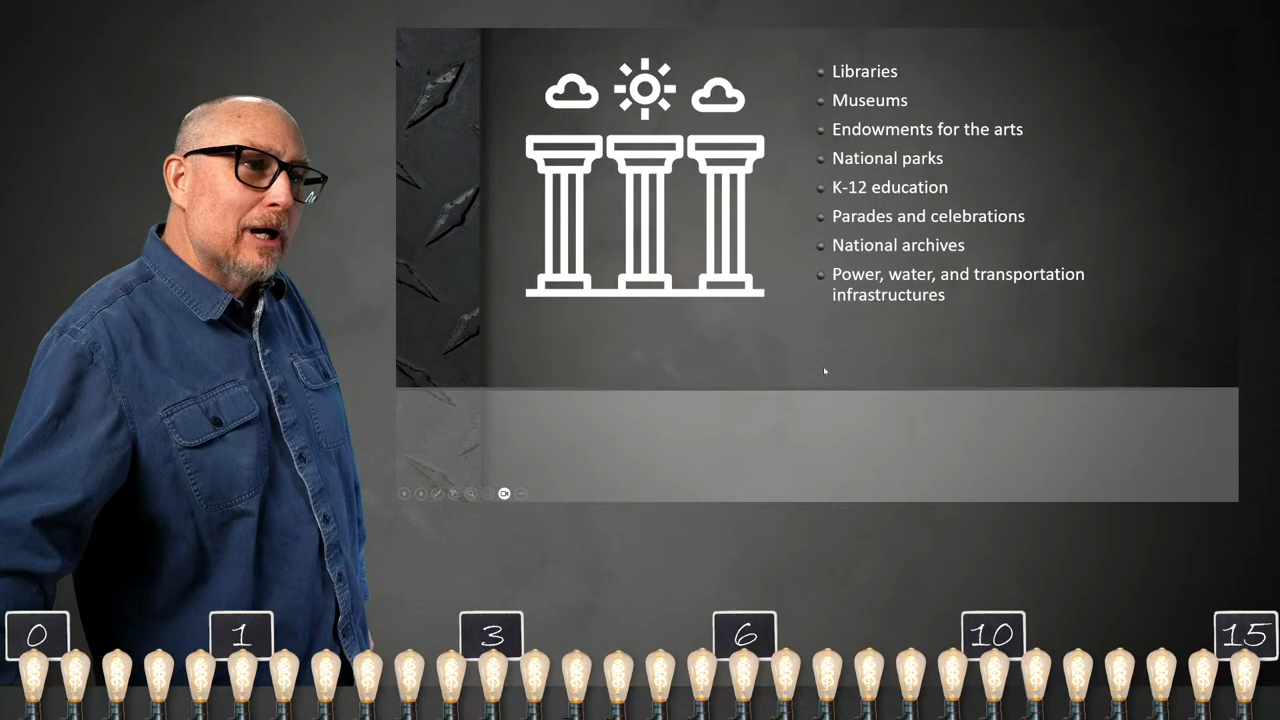 Libraries
Museums
Endowments for the arts
National parks
K-12 education
Parades and celebrations
National archives
Power, water, and transportation
infrastructures
0
1
3
6
10
15